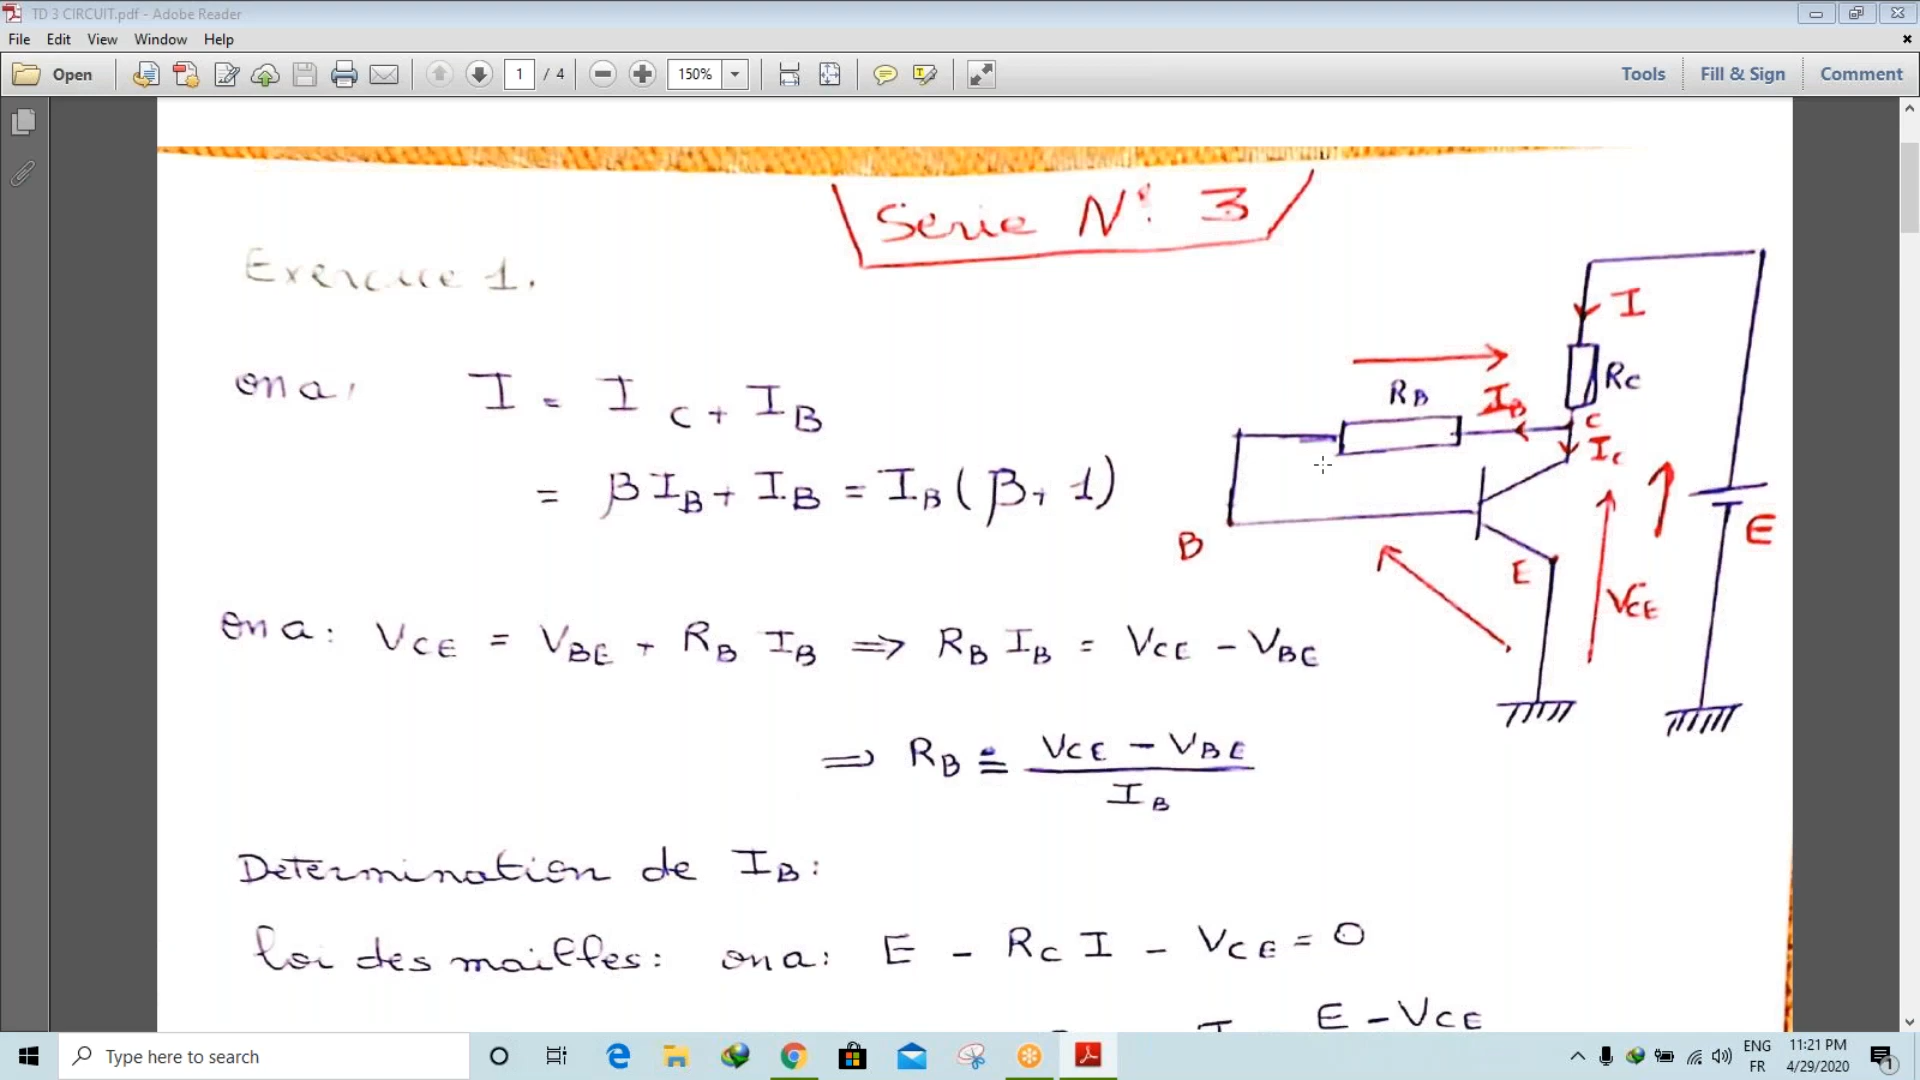 TD 3 CIRCUIT.pdf - Adobe Reader
File Edit View Window Help
Open 1 / 4 150% Tools Fill & Sign Comment
Serie N° 3
Exercice 1.
on a: I = I C + I B
= β I B + I B = I B ( β + 1 )
on a: V CE = V BE + R B I B ⇒ R B I B = V CE - V BE
⇒ R B = V CE - V BE
I B
Determination de I B :
loi des mailles: on a: E - R C I - V CE = 0
I E - V CE
I
R C
R B I B C
I C
B
E
V CE
E
Type here to search
ENG 11:21 PM
FR 4/29/2020
1